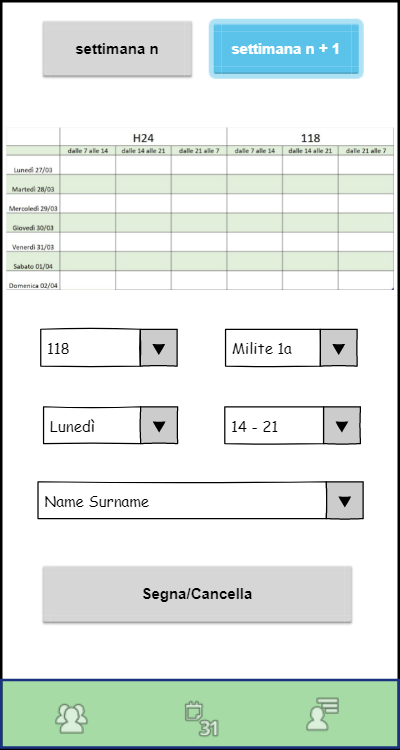 settimana n
settimana n + 1
H24 118
dalle 7 alle 14 dalle 14 alle 21 dalle 21 alle 7 dalle 7 alle 14 dalle 14 alle 21 dalle 21 alle 7
Lunedì 27/03
Martedì 28/03
Mercoledì 29/03
Giovedì 30/03
Venerdì 31/03
Sabato 01/04
Domenica 02/04
118
Milite 1a
Lunedì
14 - 21
Name Surname
Segna/Cancella
31